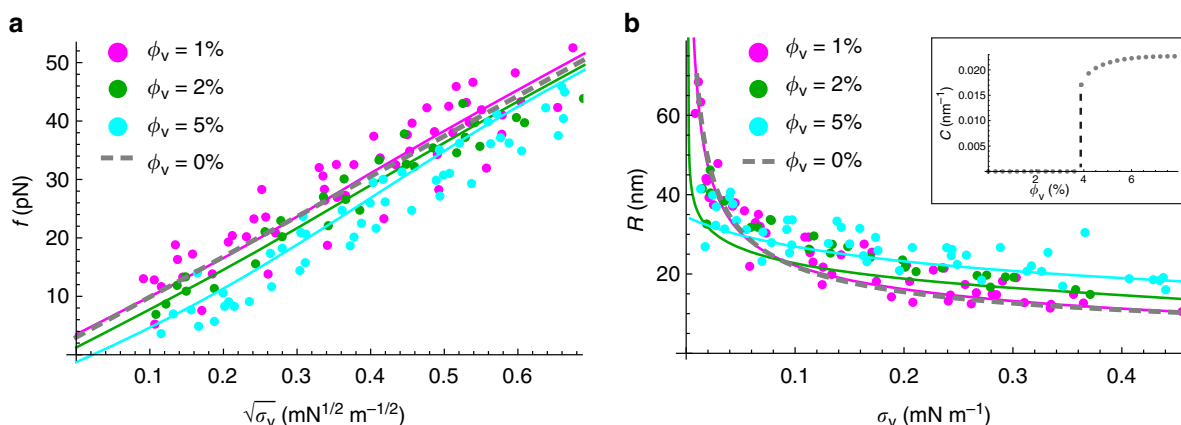 a
f (pN)
50
40
30
20
10
0.1 0.2 0.3 0.4 0.5 0.6
√σᵥ (mN^1/2 m^−1/2)
ϕᵥ = 1%
ϕᵥ = 2%
ϕᵥ = 5%
ϕᵥ = 0%
b
R (nm)
60
40
20
0.1 0.2 0.3 0.4
σᵥ (mN m⁻¹)
ϕᵥ = 1%
ϕᵥ = 2%
ϕᵥ = 5%
ϕᵥ = 0%
C (nm⁻¹)
0.020
0.015
0.010
0.005
2 4 6
ϕᵥ (%)